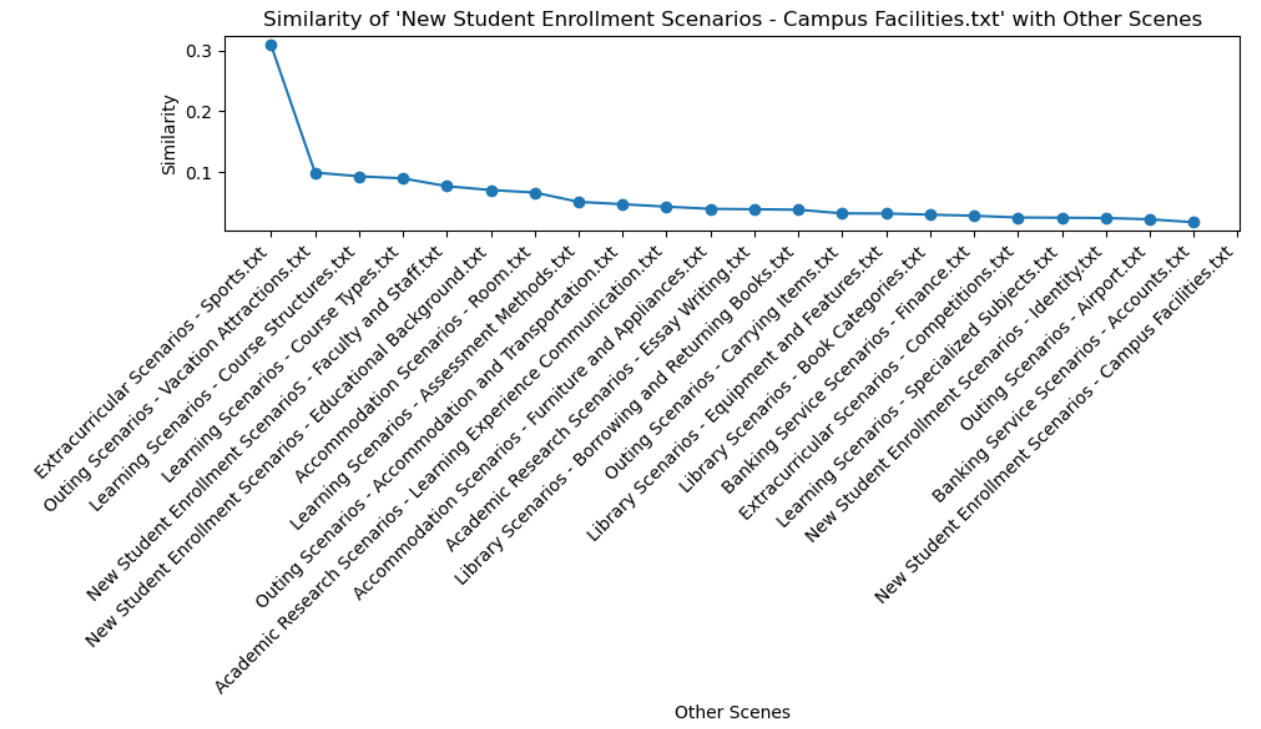 Similarity of 'New Student Enrollment Scenarios - Campus Facilities.txt' with Other Scenes
Similarity
0.3
0.2
0.1
Extracurricular Scenarios - Sports.txt
Outing Scenarios - Vacation Attractions.txt
Learning Scenarios - Course Structures.txt
Learning Scenarios - Course Types.txt
New Student Enrollment Scenarios - Faculty and Staff.txt
New Student Enrollment Scenarios - Educational Background.txt
Accommodation Scenarios - Room.txt
Learning Scenarios - Assessment Methods.txt
Outing Scenarios - Accommodation and Transportation.txt
Academic Research Scenarios - Learning Experience Communication.txt
Accommodation Scenarios - Furniture and Appliances.txt
Academic Research Scenarios - Essay Writing.txt
Library Scenarios - Borrowing and Returning Books.txt
Outing Scenarios - Carrying Items.txt
Library Scenarios - Equipment and Features.txt
Library Scenarios - Book Categories.txt
Banking Service Scenarios - Finance.txt
Extracurricular Scenarios - Competitions.txt
Learning Scenarios - Specialized Subjects.txt
New Student Enrollment Scenarios - Identity.txt
Outing Scenarios - Airport.txt
Banking Service Scenarios - Accounts.txt
New Student Enrollment Scenarios - Campus Facilities.txt
Other Scenes